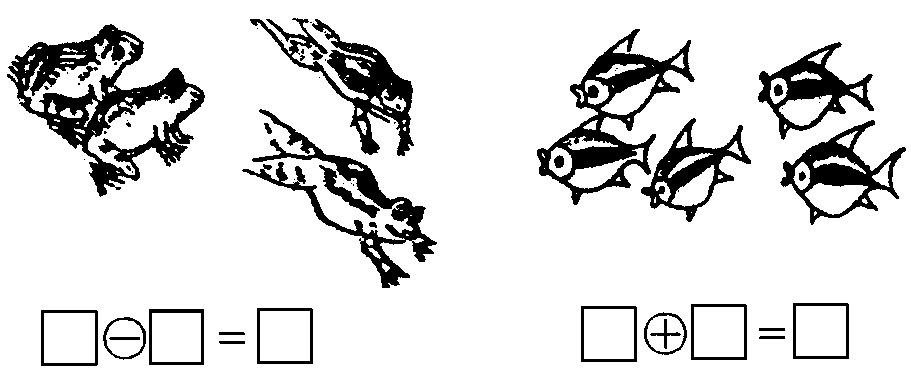 □ ⊖ □ = □ □ ⊕ □ = □